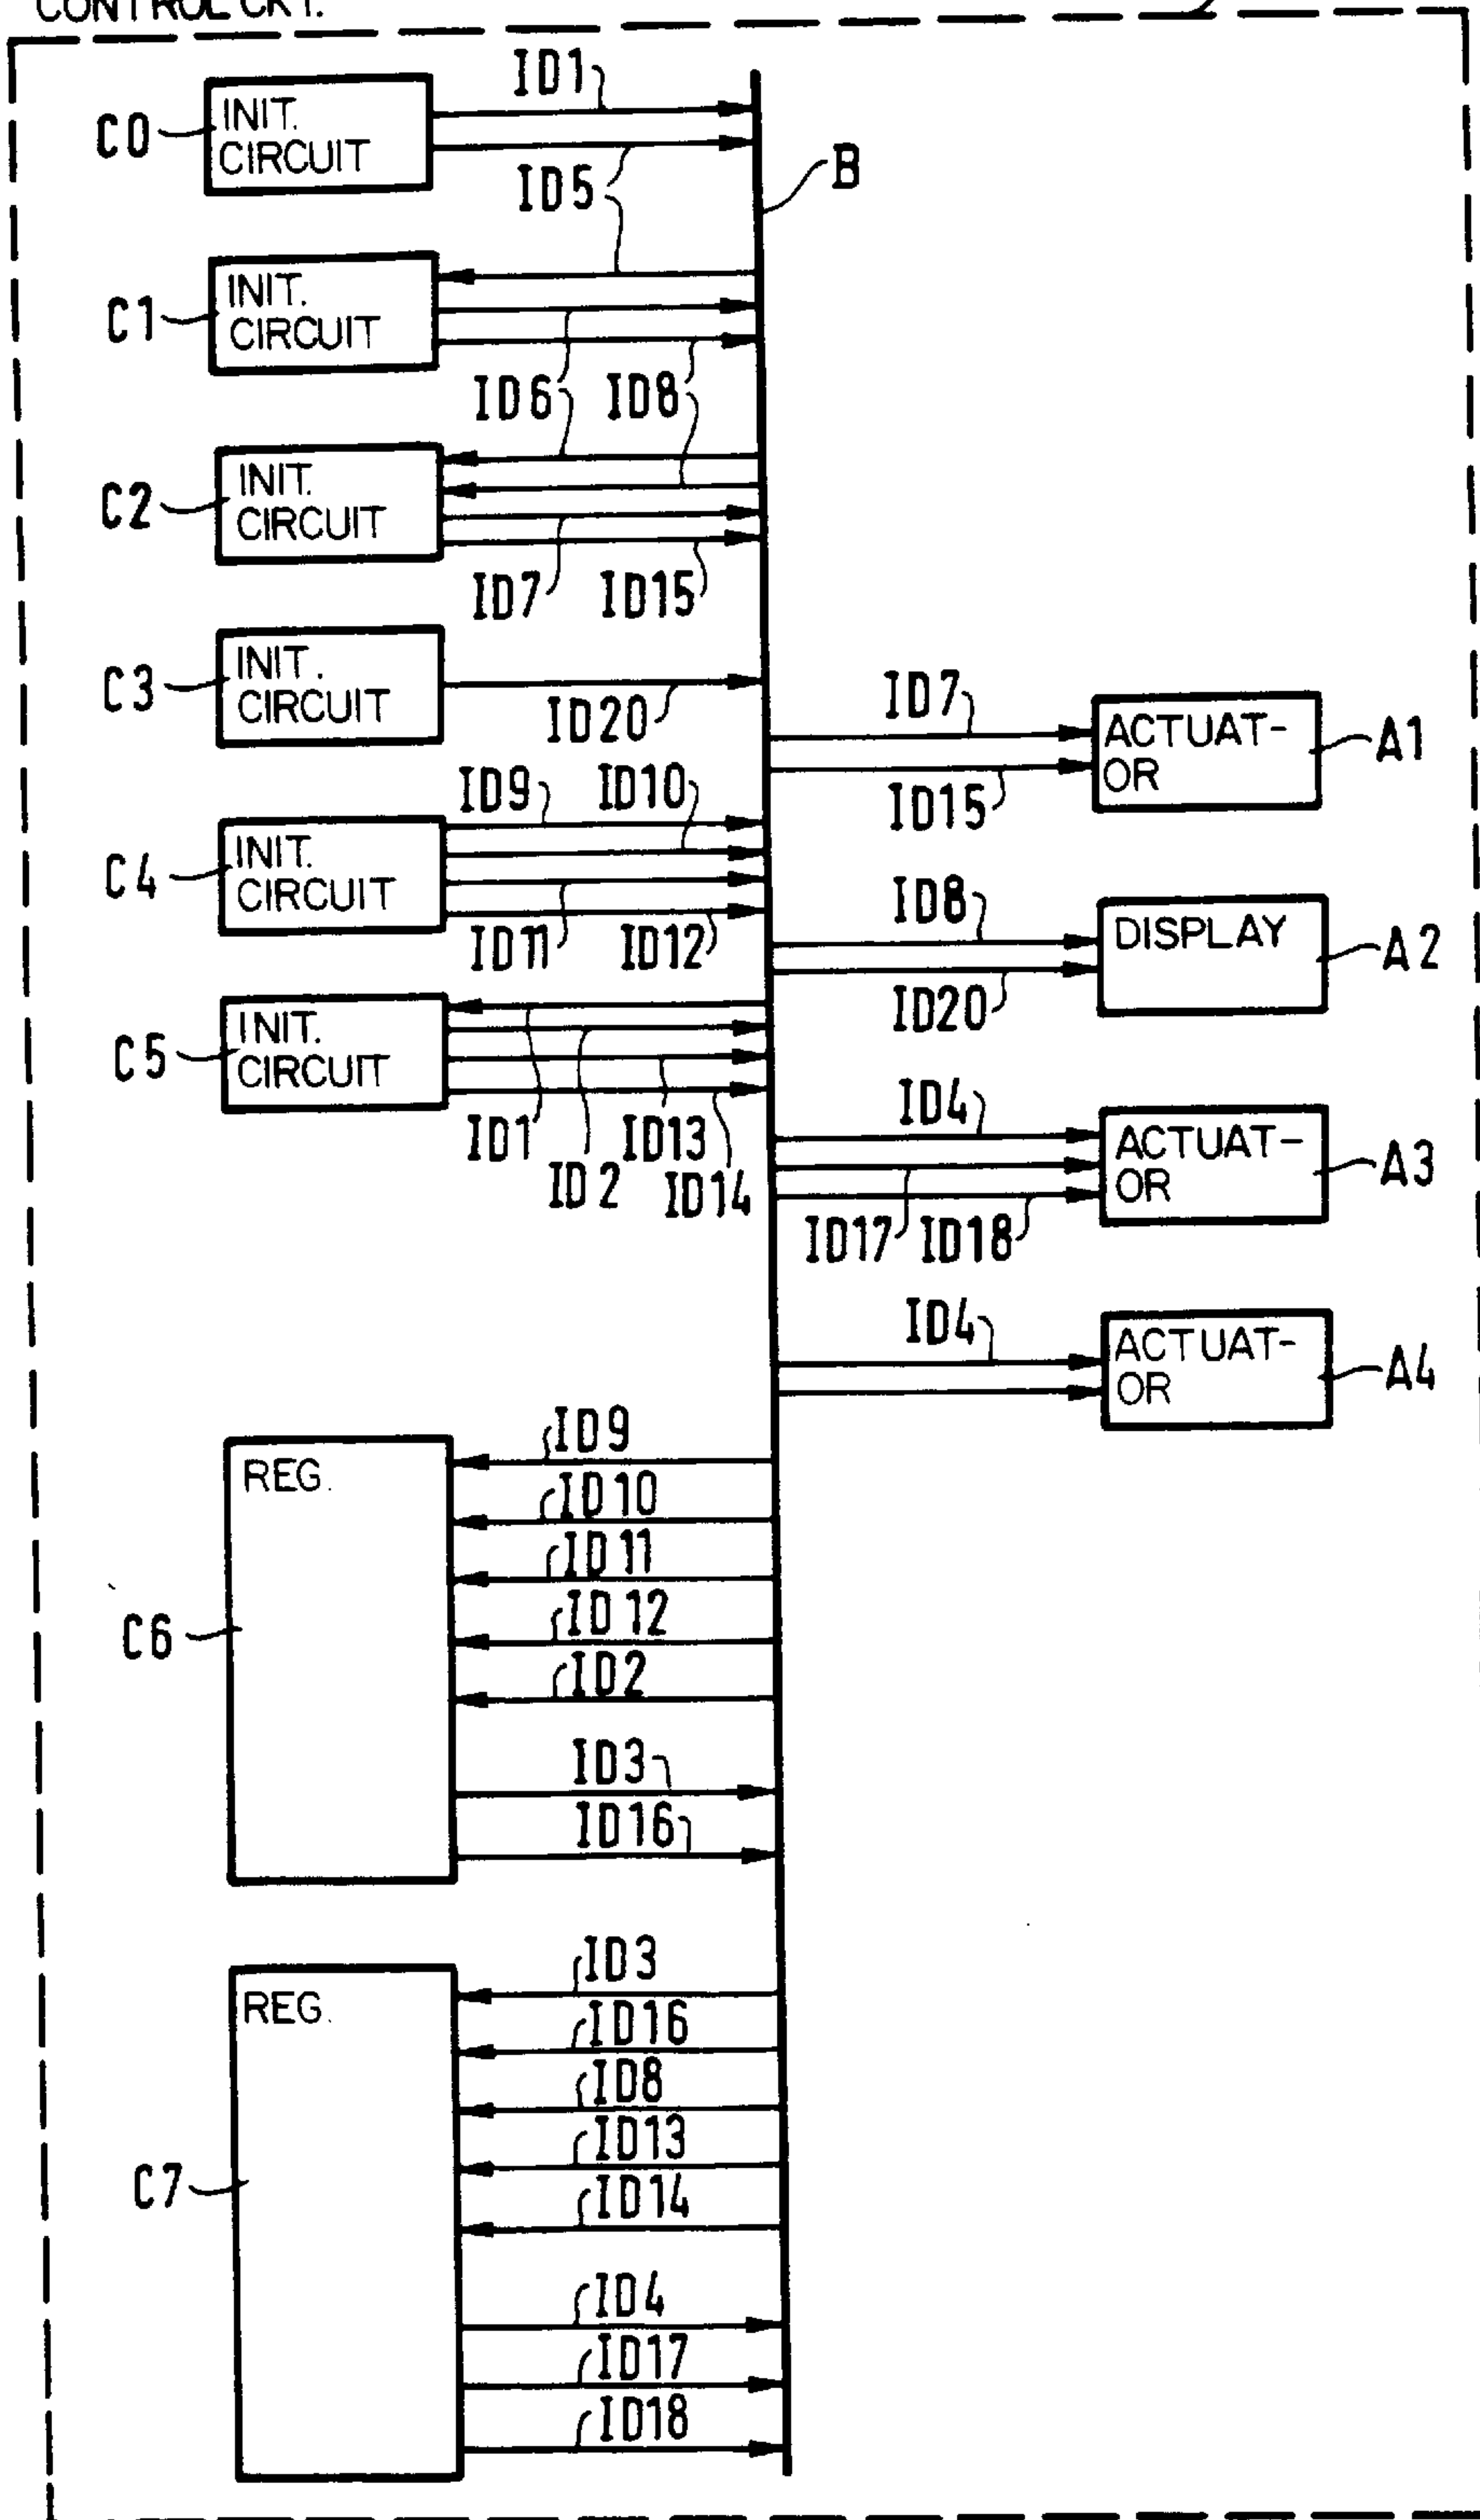 CONTROL CKT.
ID1
C0
INIT.
CIRCUIT
ID5
B
C1
INIT.
CIRCUIT
ID6
ID8
C2
INIT.
CIRCUIT
ID7
ID15
C3
INIT.
CIRCUIT
ID20
ID7
ACTUAT-
OR
A1
ID15
ID9
ID10
C4
INIT.
CIRCUIT
ID11
ID12
ID8
DISPLAY
A2
ID20
C5
INIT.
CIRCUIT
ID1
ID2
ID13
ID14
ID4
ACTUAT-
OR
A3
ID17
ID18
ID4
ACTUAT-
OR
A4
REG.
C6
ID9
ID10
ID11
ID12
ID2
ID3
ID16
REG.
C7
ID3
ID16
ID8
ID13
ID14
ID4
ID17
ID18